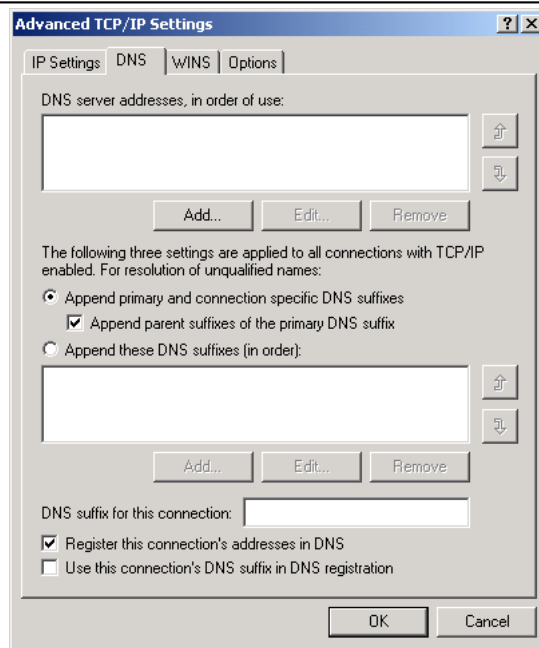 Advanced TCP/IP Settings
IP Settings DNS WINS Options
DNS server addresses, in order of use:
Add... Edit... Remove
The following three settings are applied to all connections with TCP/IP
enabled. For resolution of unqualified names:
Append primary and connection specific DNS suffixes
Append parent suffixes of the primary DNS suffix
Append these DNS suffixes (in order):
Add... Edit... Remove
DNS suffix for this connection:
Register this connection's addresses in DNS
Use this connection's DNS suffix in DNS registration
OK Cancel